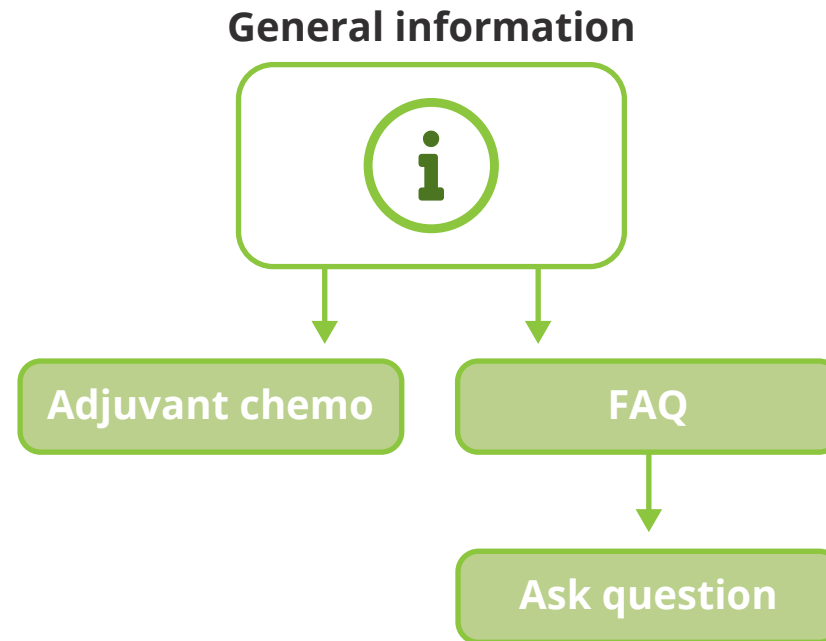 General information
Adjuvant chemo
FAQ
Ask question